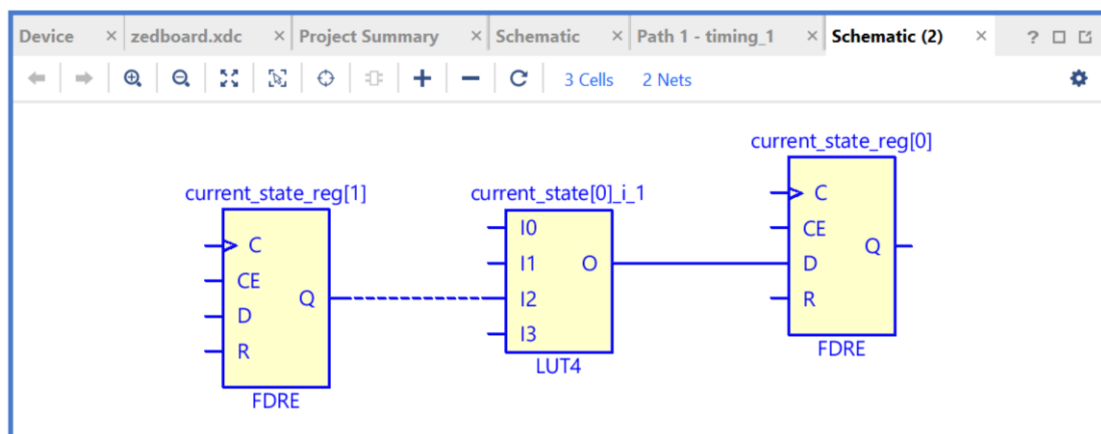 Device × zedboard.xdc × Project Summary × Schematic × Path 1 - timing_1 × Schematic (2) × ?
3 Cells 2 Nets
current_state_reg[1]
C
CE
D
R
Q
FDRE
current_state[0]_i_1
I0
I1
I2
I3
O
LUT4
current_state_reg[0]
C
CE
D
R
Q
FDRE